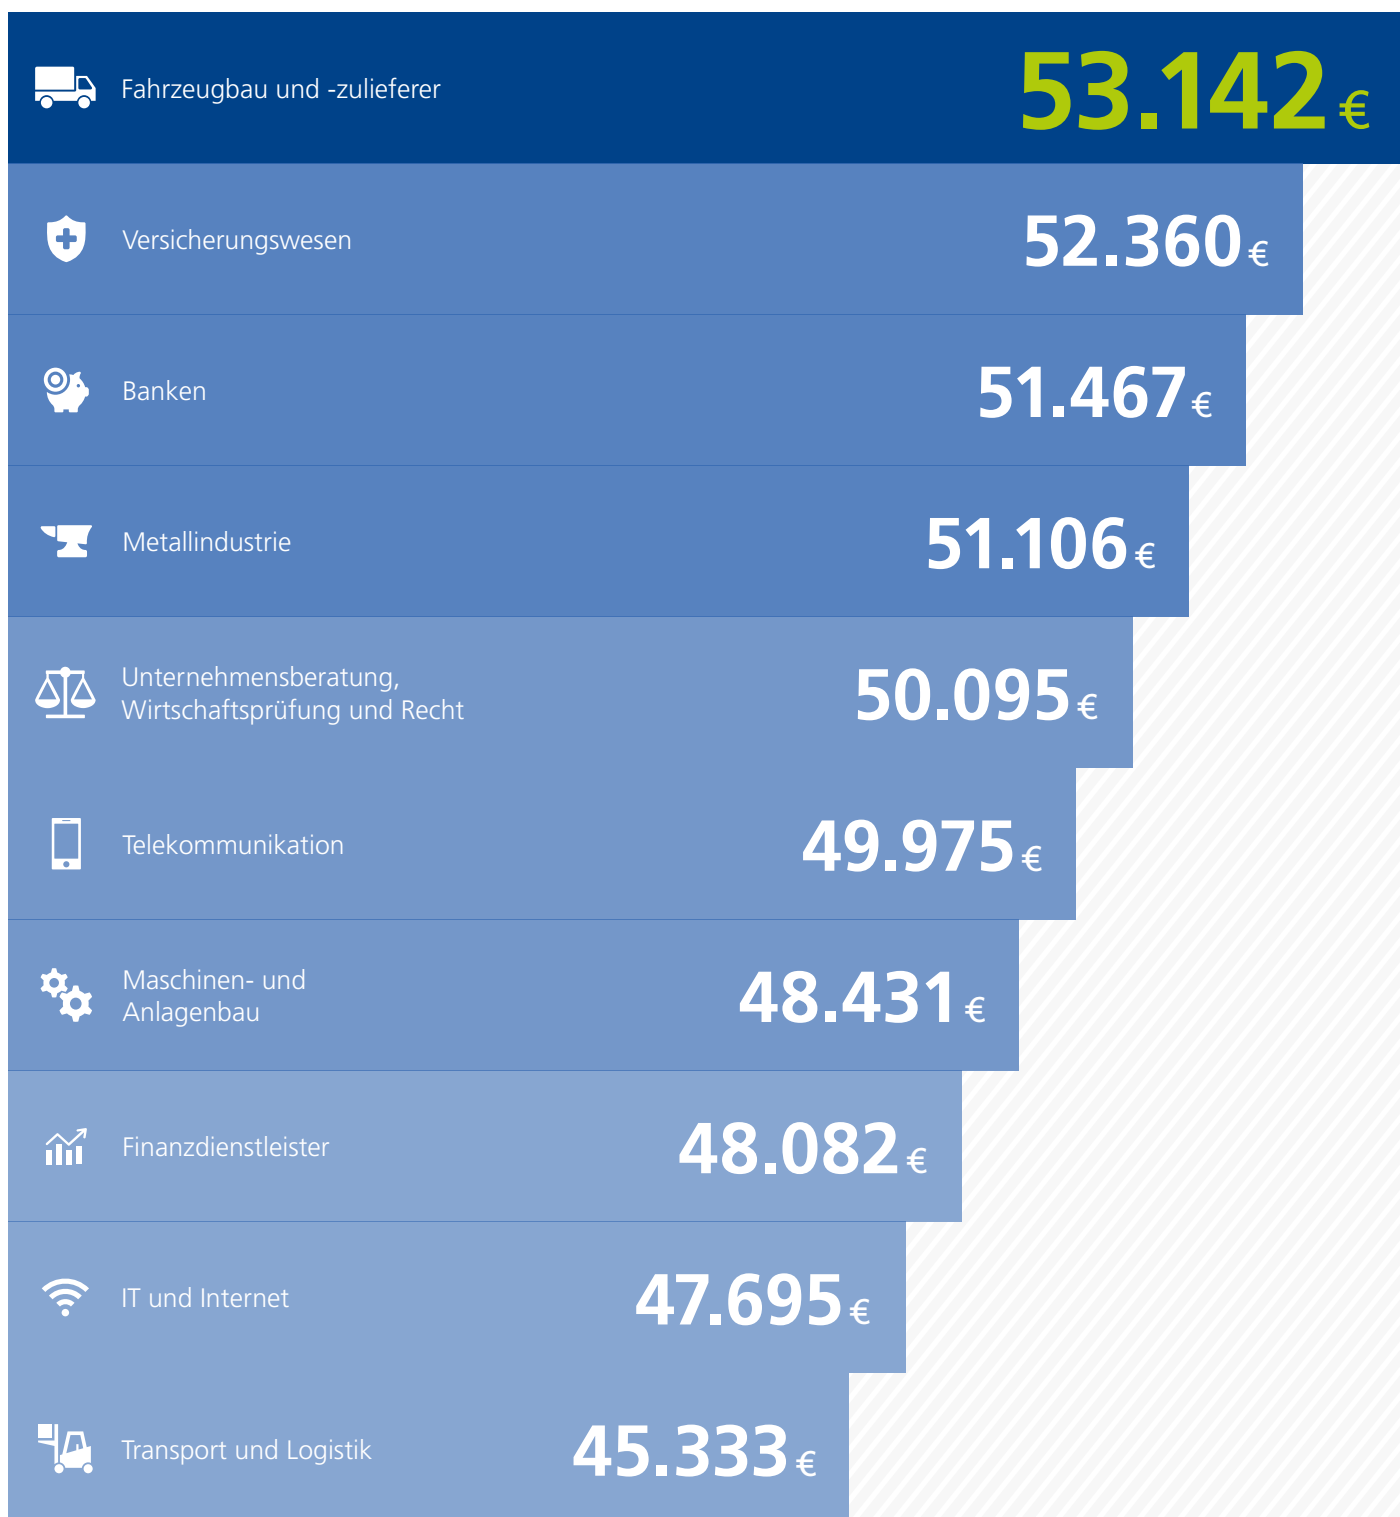 Fahrzeugbau und -zulieferer 53.142 €
Versicherungswesen 52.360 €
Banken 51.467 €
Metallindustrie 51.106 €
Unternehmensberatung,
Wirtschaftsprüfung und Recht 50.095 €
Telekommunikation 49.975 €
Maschinen- und
Anlagenbau 48.431 €
Finanzdienstleister 48.082 €
IT und Internet 47.695 €
Transport und Logistik 45.333 €